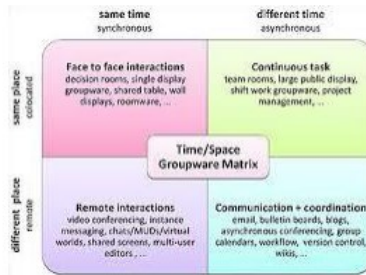 same time
synchronous
different time
asynchronous
same place
colocated
Face to face interactions
decision rooms, single display
groupware, shared table, wall
displays, roomware, ...
Continuous task
team rooms, large public display,
shift work groupware, project
management, ...
Time/Space
Groupware Matrix
different place
remote
Remote interactions
video conferencing, instance
messaging, chats/MUDs/virtual
worlds, shared screens, multi-user
editors , ...
Communication + coordination
email, bulletin boards, blogs,
asynchronous conferencing, group
calendars, workflow, version control,
wikis, ...